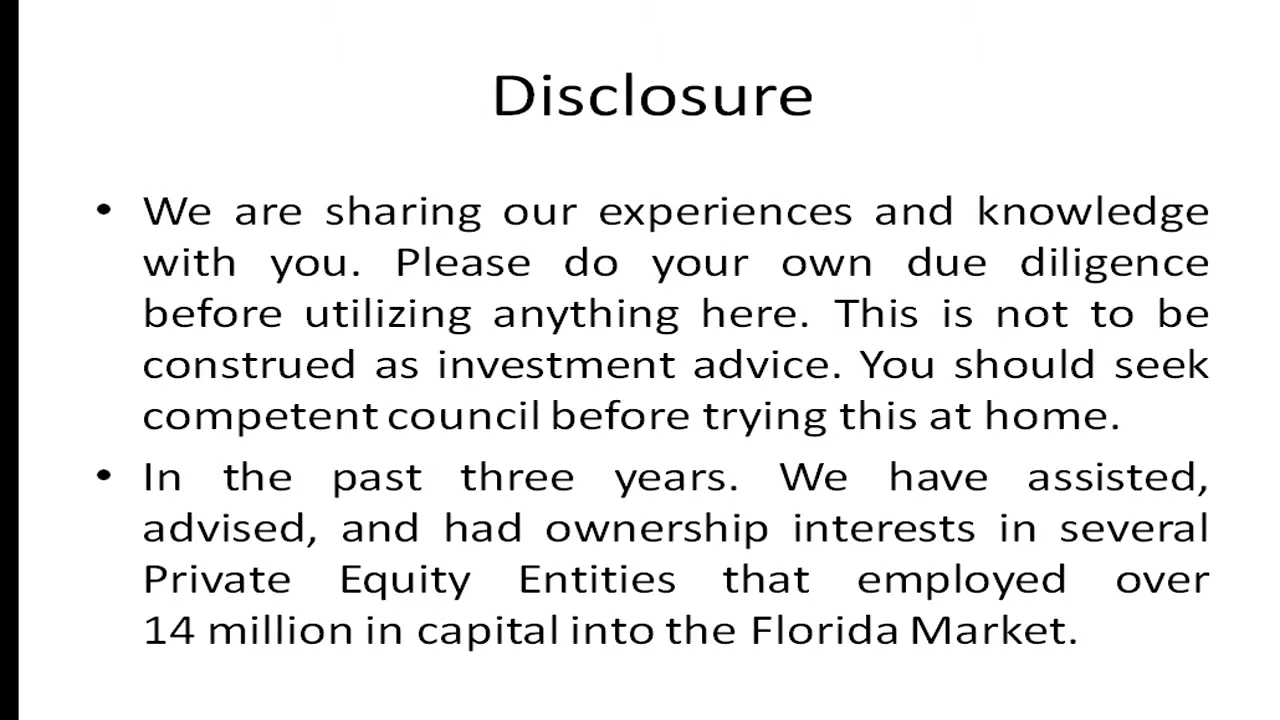 Disclosure
• We are sharing our experiences and knowledge
with you. Please do your own due diligence
before utilizing anything here. This is not to be
construed as investment advice. You should seek
competent council before trying this at home.
• In the past three years. We have assisted,
advised, and had ownership interests in several
Private Equity Entities that employed over
14 million in capital into the Florida Market.